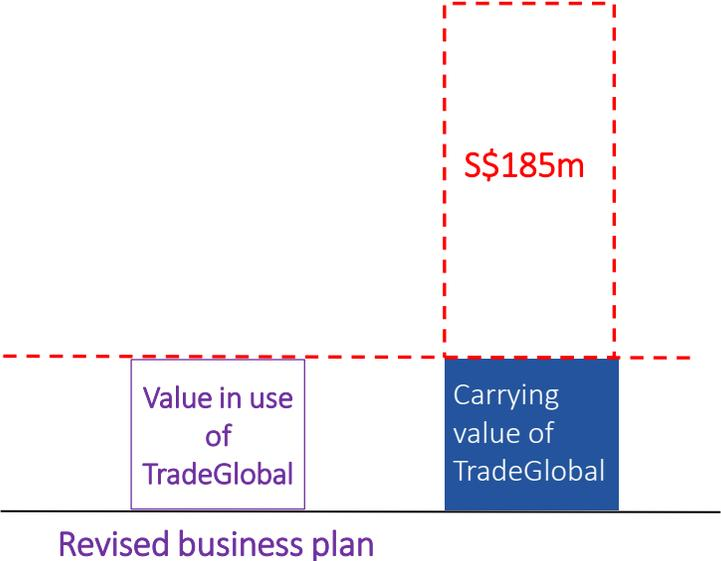 S$185m
Value in use
of
TradeGlobal
Carrying
value of
TradeGlobal
Revised business plan